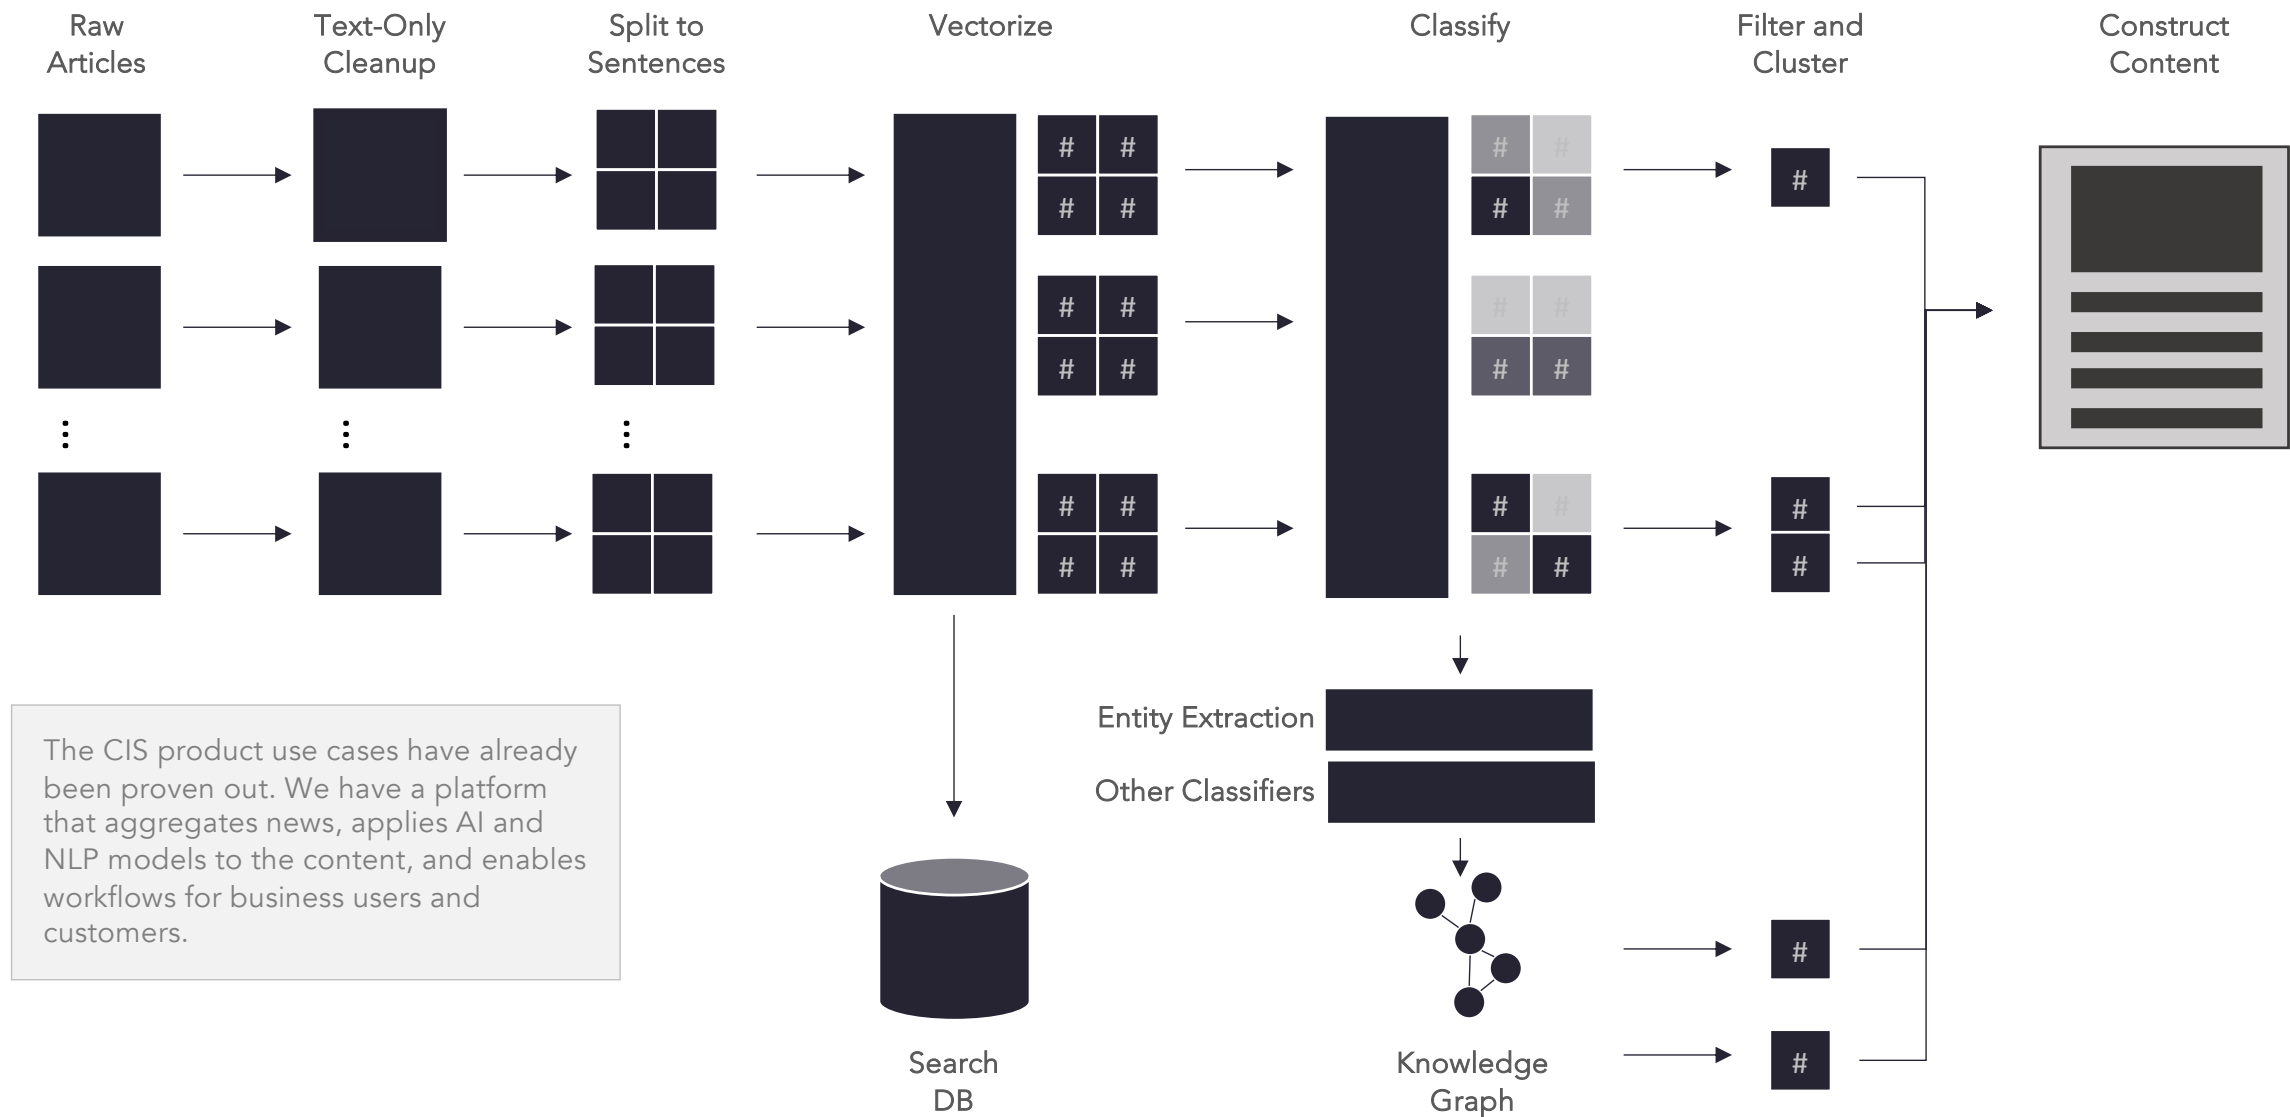 Raw
Articles
Text-Only
Cleanup
Split to
Sentences
Vectorize
Classify
Filter and
Cluster
Construct
Content
# #
# #
# #
# #
#
# #
# #
# #
# #
# #
# #
# #
# #
#
#
Entity Extraction
Other Classifiers
The CIS product use cases have already
been proven out. We have a platform
that aggregates news, applies AI and
NLP models to the content, and enables
workflows for business users and
customers.
#
#
Search
DB
Knowledge
Graph